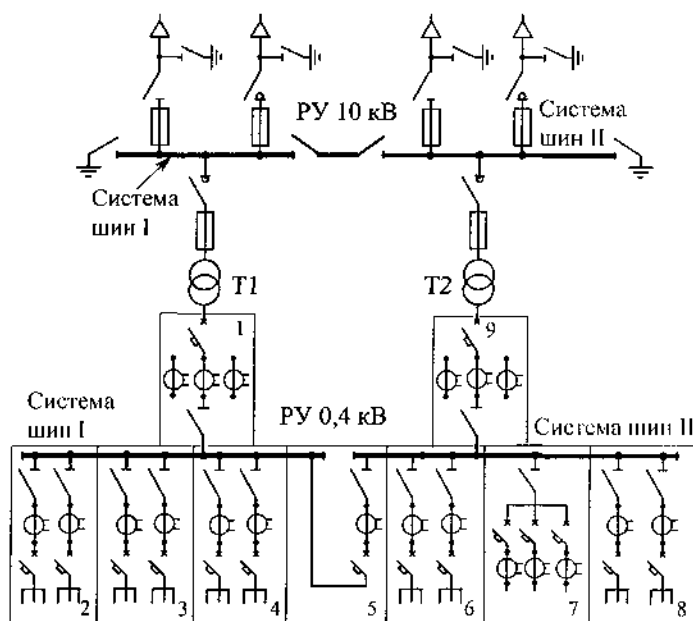 РУ 10 кВ
Система
шин II
Система
шин I
T1
T2
1
9
Система
шин I
РУ 0,4 кВ
Система шин II
2
3
4
5
6
7
8